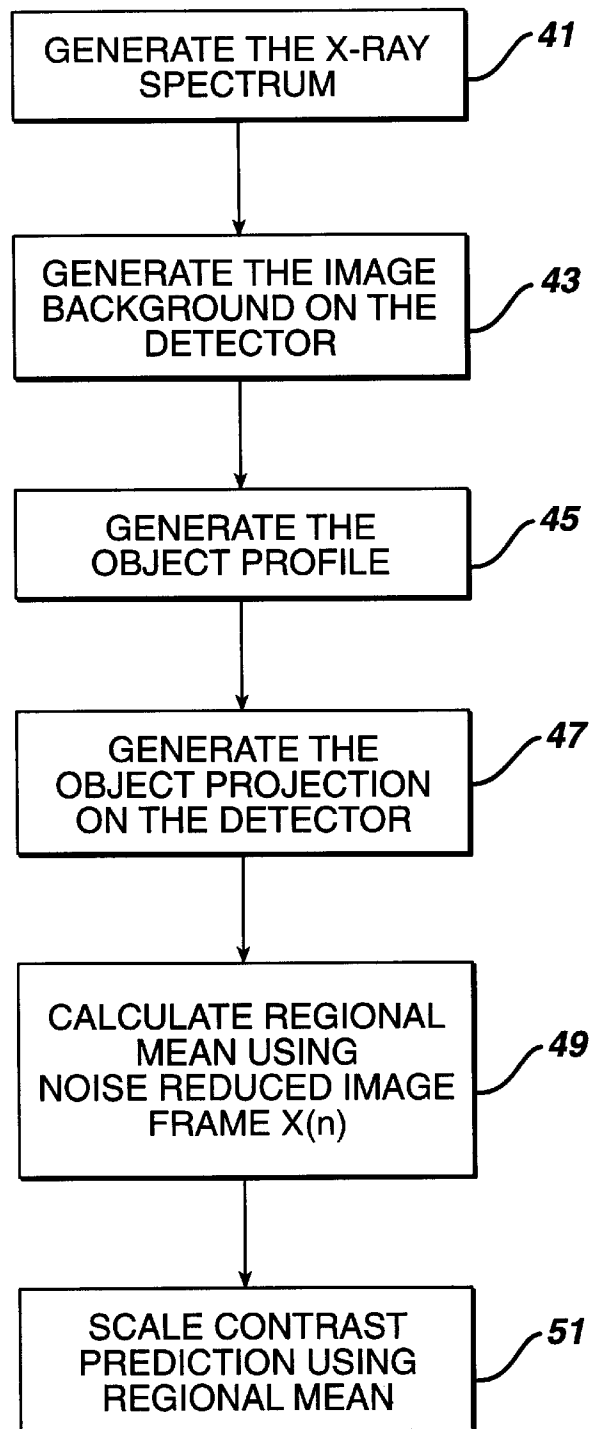 GENERATE THE X-RAY
SPECTRUM
41
GENERATE THE IMAGE
BACKGROUND ON THE
DETECTOR
43
GENERATE THE
OBJECT PROFILE
45
GENERATE THE
OBJECT PROJECTION
ON THE DETECTOR
47
CALCULATE REGIONAL
MEAN USING
NOISE REDUCED IMAGE
FRAME X(n)
49
SCALE CONTRAST
PREDICTION USING
REGIONAL MEAN
51